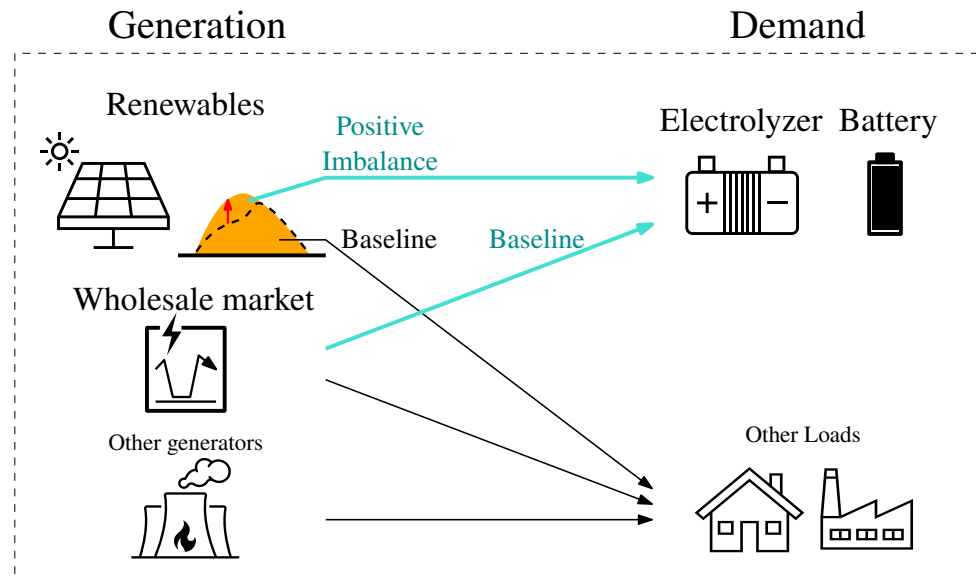 Generation
Demand
Renewables
Positive
Imbalance
Electrolyzer
Battery
Baseline
Baseline
Wholesale market
Other generators
Other Loads